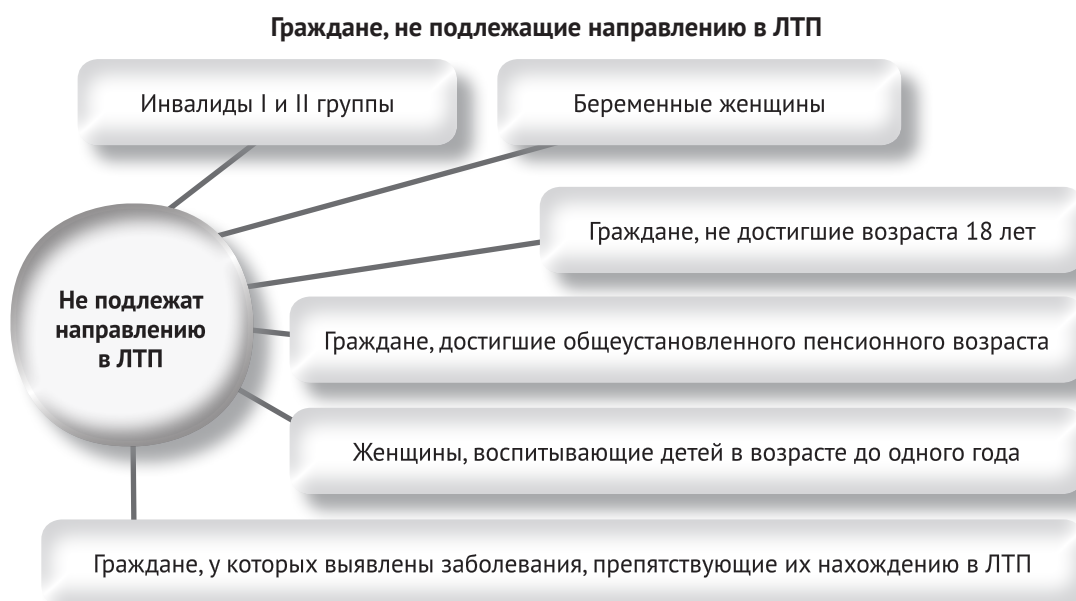 Граждане, не подлежащие направлению в ЛТП
Инвалиды I и II группы
Беременные женщины
Граждане, не достигшие возраста 18 лет
Не подлежат
направлению
в ЛТП
Граждане, достигшие общеустановленного пенсионного возраста
Женщины, воспитывающие детей в возрасте до одного года
Граждане, у которых выявлены заболевания, препятствующие их нахождению в ЛТП